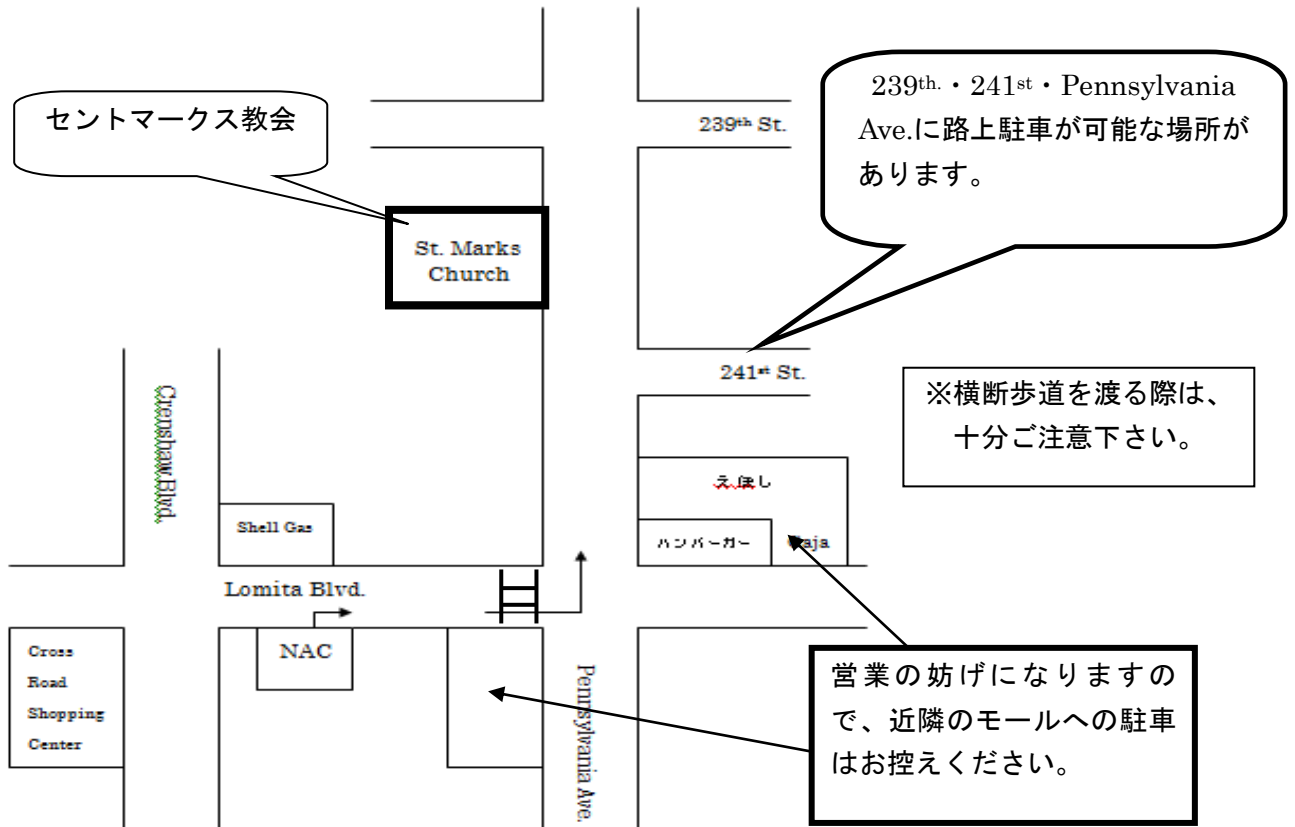 セントマークス教会
239th.・241st・Pennsylvania
Ave.に路上駐車が可能な場所が
あります。
239th St.
St. Marks
Church
241st St.
※横断歩道を渡る際は、
十分ご注意下さい。
Crenshaw Blvd.
えぼし
Shell Gas
ハンバーガー
Lomita Blvd.
NAC
Cross
Road
Shopping
Center
Pennsylvania Ave.
営業の妨げになりますの
で、近隣のモールへの駐車
はお控えください。